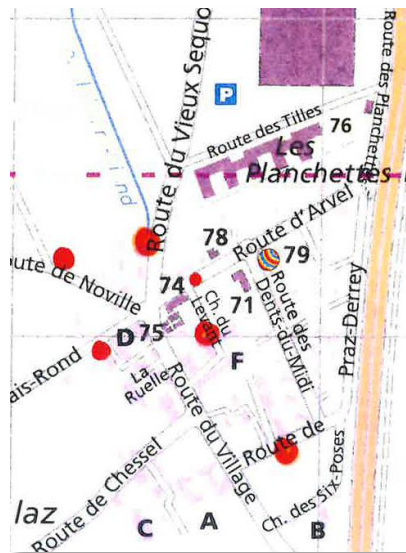 Route du Vieux Sequo
Route des Planchettes
P
Route des Tilles
76
Les
Planchettes
Route d'Arvel
78
79
ute de Noville
74
Ch. du
Levant
71
Route des
Dents-du-Midi
Praz-Derrey
D
75
F
ais-Rond
La
Ruelle
Route du Village
Route de
Route de Chessel
Ch. des six-Poses
laz
C
A
B